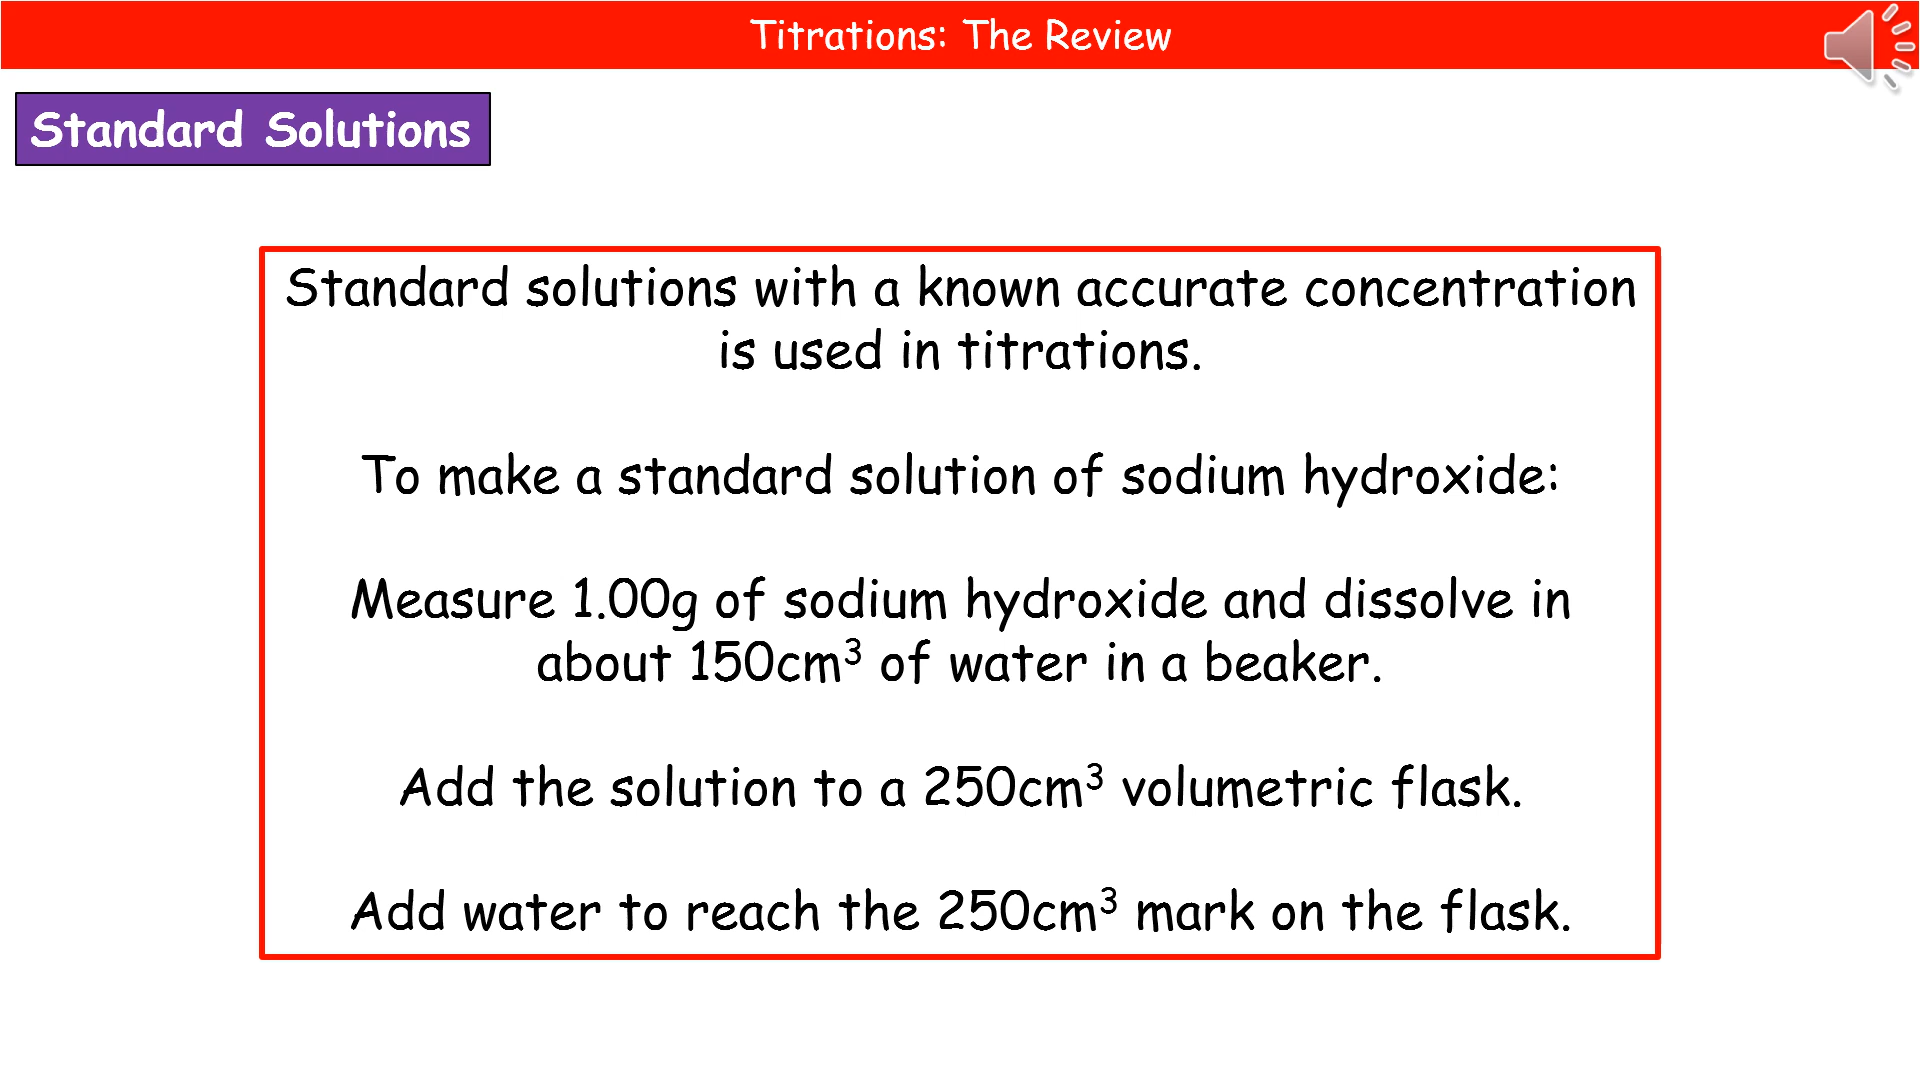 Titrations: The Review
Standard Solutions
Standard solutions with a known accurate concentration
is used in titrations.
To make a standard solution of sodium hydroxide:
Measure 1.00g of sodium hydroxide and dissolve in
about 150cm³ of water in a beaker.
Add the solution to a 250cm³ volumetric flask.
Add water to reach the 250cm³ mark on the flask.